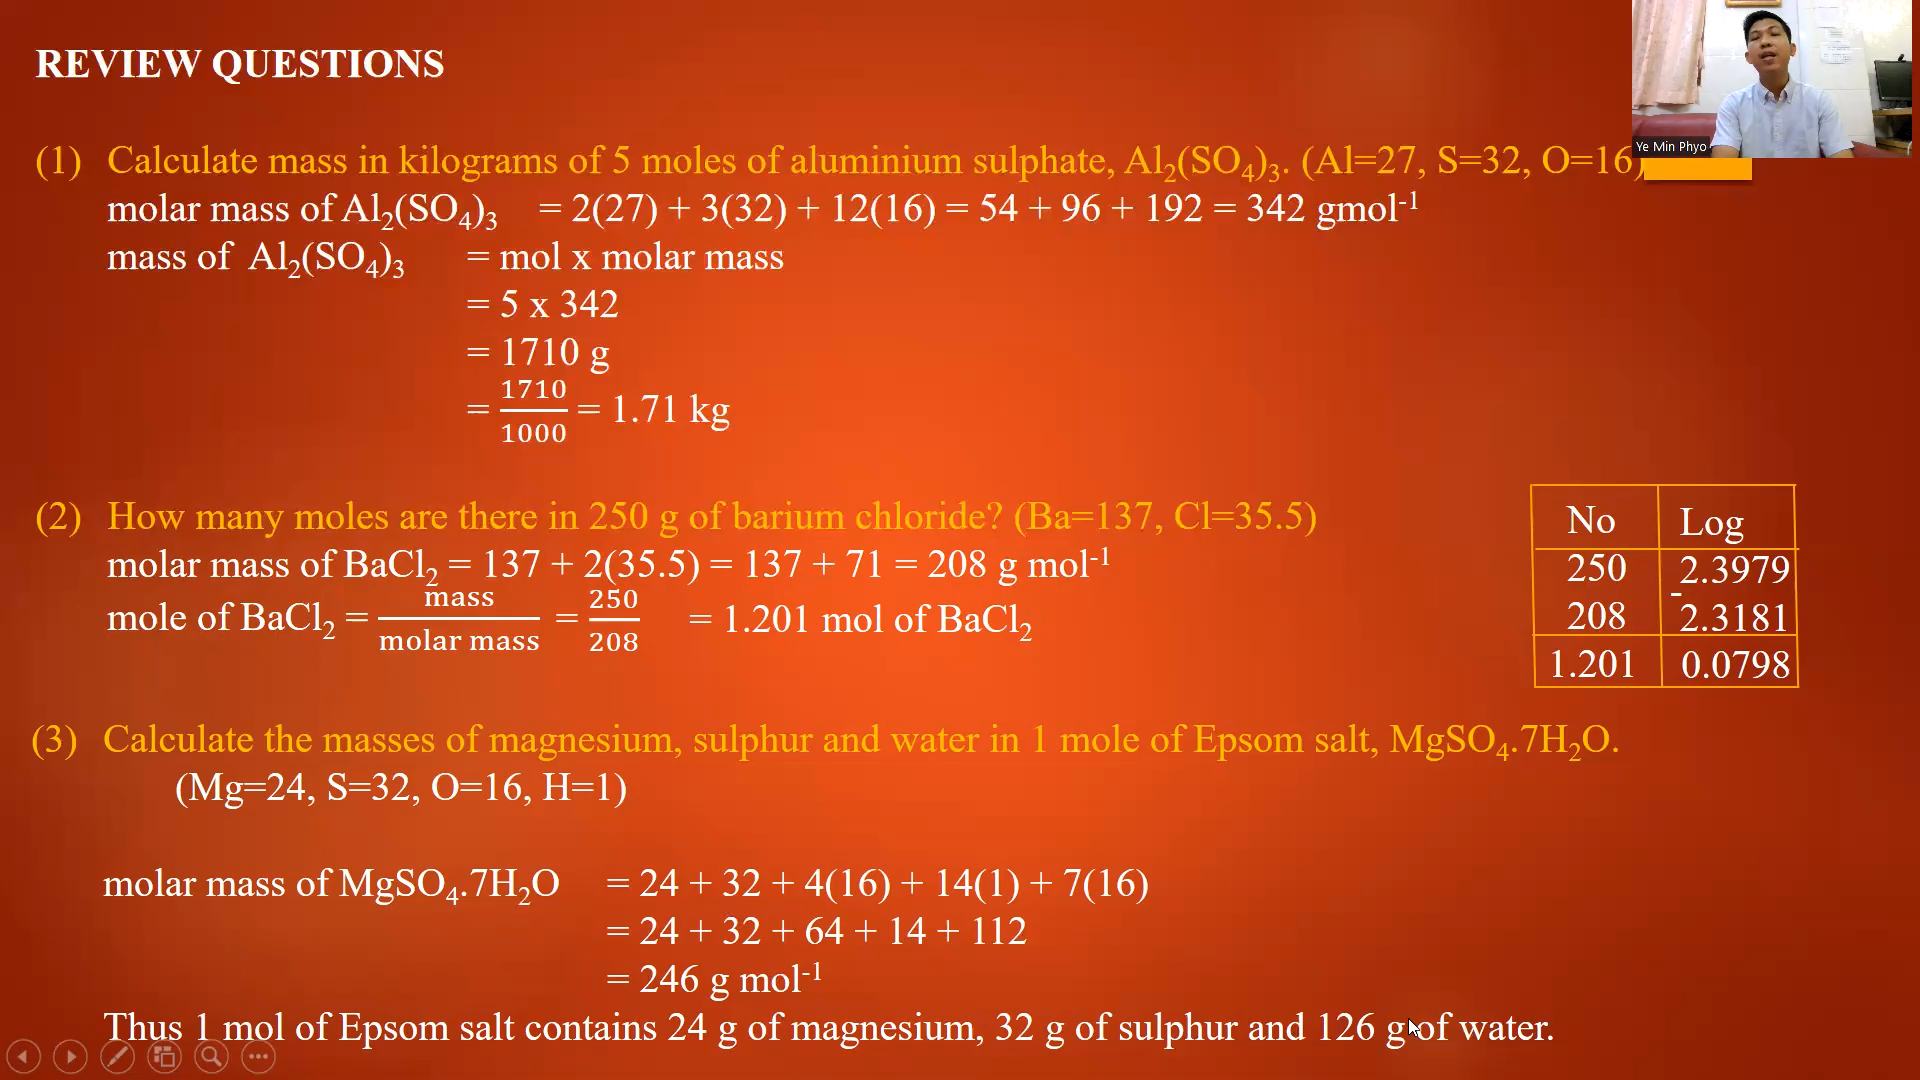 REVIEW QUESTIONS
Ye Min Phyo
(1) Calculate mass in kilograms of 5 moles of aluminium sulphate, Al₂(SO₄)₃. (Al=27, S=32, O=16)
molar mass of Al₂(SO₄)₃ = 2(27) + 3(32) + 12(16) = 54 + 96 + 192 = 342 gmol⁻¹
mass of Al₂(SO₄)₃ = mol x molar mass
= 5 x 342
= 1710 g
= 1710/1000 = 1.71 kg
(2) How many moles are there in 250 g of barium chloride? (Ba=137, Cl=35.5)
molar mass of BaCl₂ = 137 + 2(35.5) = 137 + 71 = 208 g mol⁻¹
mole of BaCl₂ = mass/molar mass = 250/208 = 1.201 mol of BaCl₂
No Log
250 2.3979
-
208 2.3181
1.201 0.0798
(3) Calculate the masses of magnesium, sulphur and water in 1 mole of Epsom salt, MgSO₄.7H₂O.
(Mg=24, S=32, O=16, H=1)
molar mass of MgSO₄.7H₂O = 24 + 32 + 4(16) + 14(1) + 7(16)
= 24 + 32 + 64 + 14 + 112
= 246 g mol⁻¹
Thus 1 mol of Epsom salt contains 24 g of magnesium, 32 g of sulphur and 126 g of water.